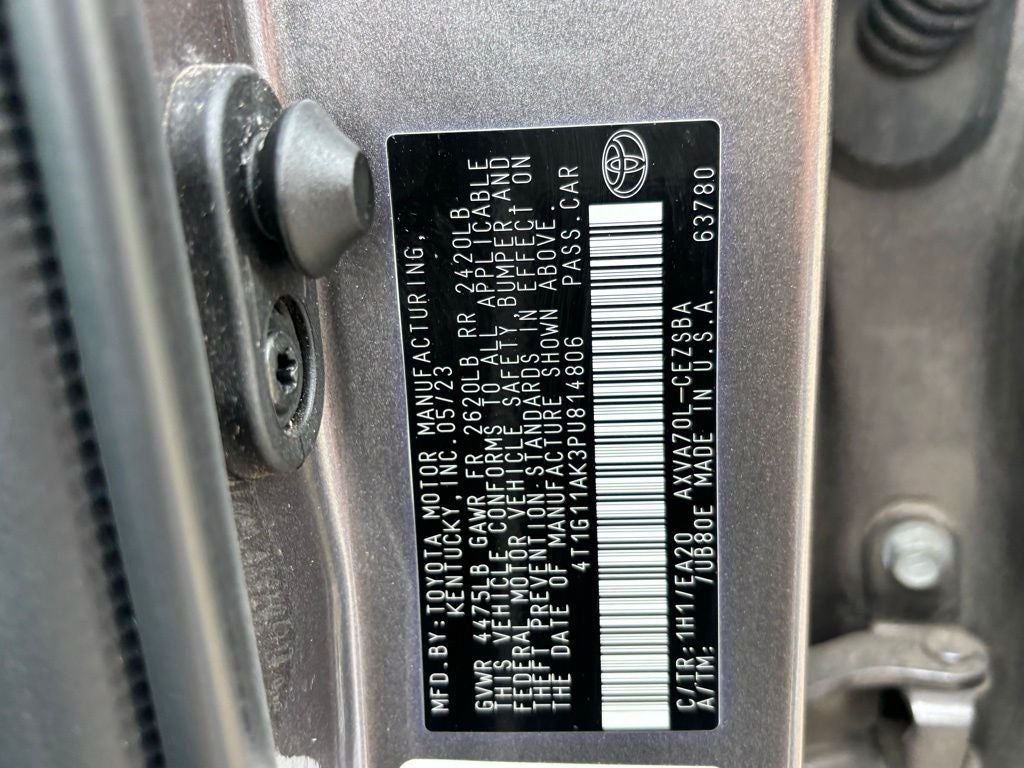 MFD. BY: TOYOTA MOTOR MANUFACTURING,
KENTUCKY, INC. 05/23
GVWR 4475LB GAWR FR 2620LB RR 2420LB
THIS VEHICLE CONFORMS TO ALL APPLICABLE
FEDERAL MOTOR VEHICLE SAFETY, BUMPER, AND
THEFT PREVENTION STANDARDS IN EFFECT ON
THE DATE OF MANUFACTURE SHOWN ABOVE.
4T1G11AK3PU814806 PASS.CAR
C/TR: 1H1/EA20 AXVA70L-CEZSBA
A/TM: /UB80E MADE IN U.S.A. 63780